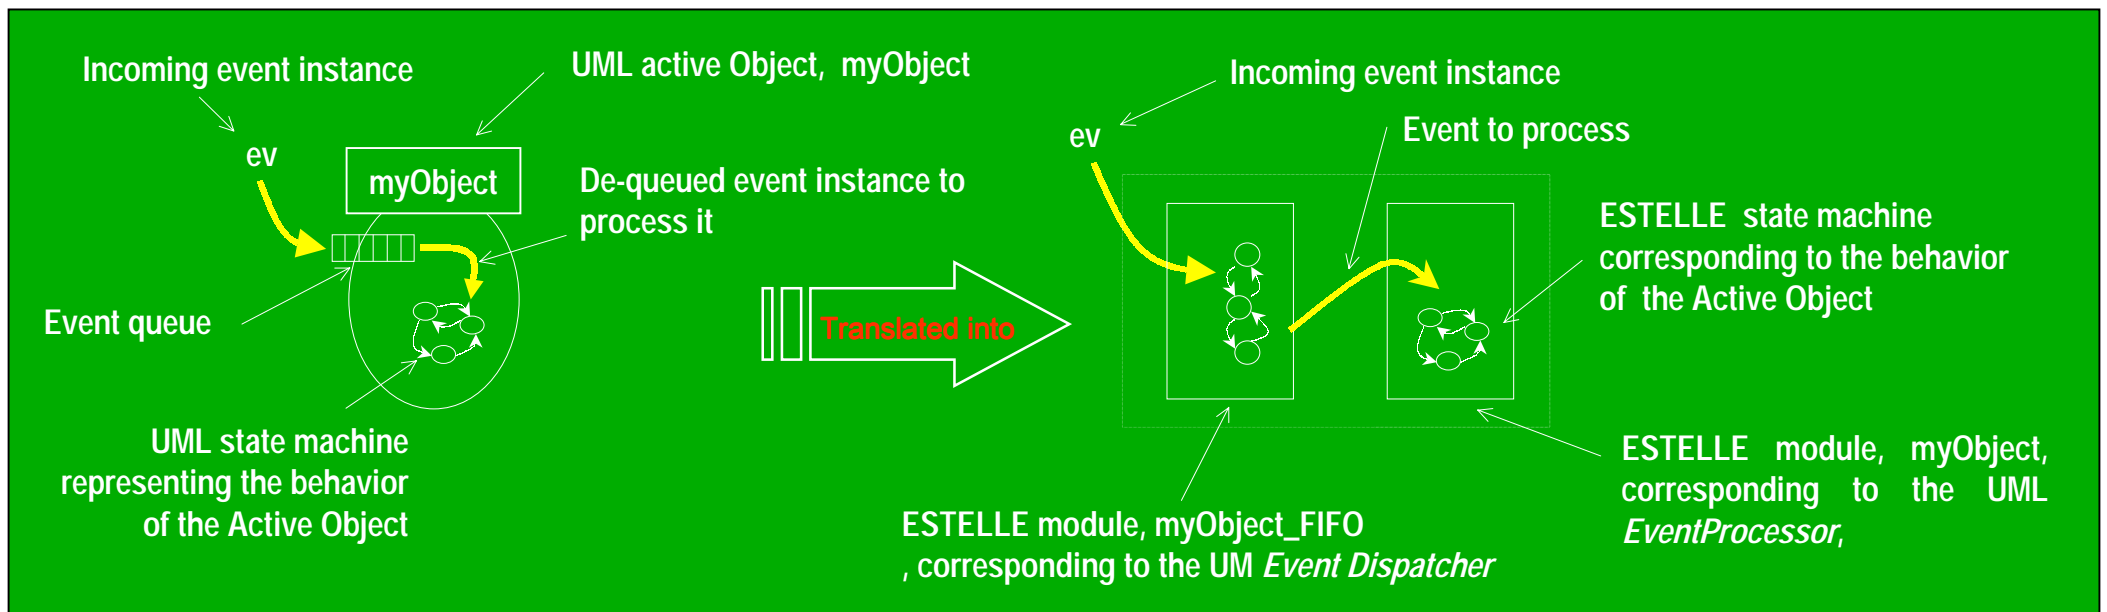 Incoming event instance
UML active Object, myObject
ev
myObject
De-queued event instance to
process it
Event queue
UML state machine
representing the behavior
of the Active Object
Translated into
Incoming event instance
ev
Event to process
ESTELLE state machine
corresponding to the behavior
of the Active Object
ESTELLE module, myObject,
corresponding to the UML
EventProcessor,
ESTELLE module, myObject_FIFO
, corresponding to the UM Event Dispatcher